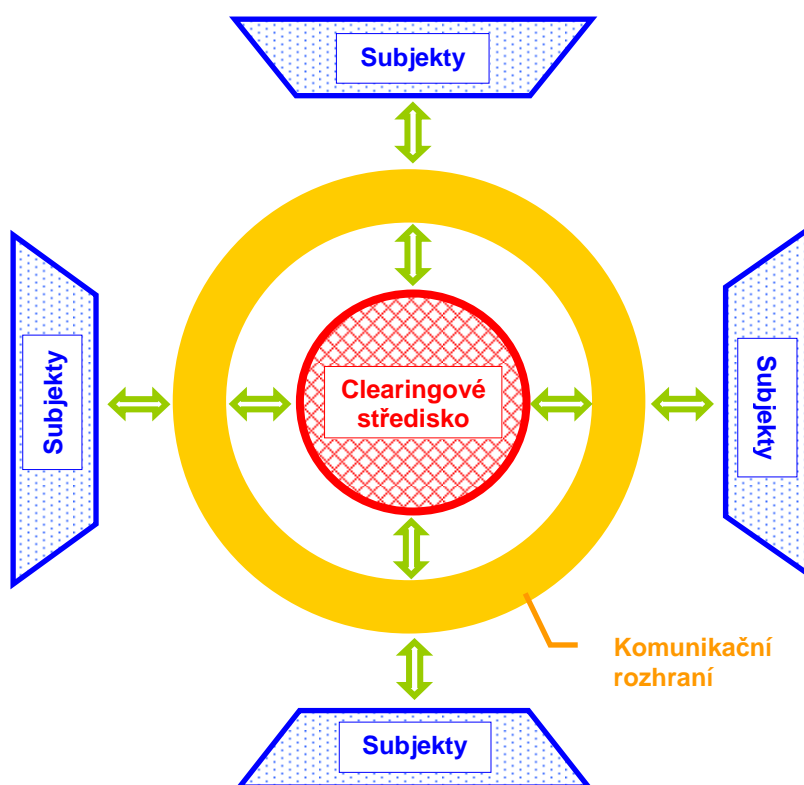 Subjekty
Subjekty
Clearingové
středisko
Subjekty
Komunikační
rozhraní
Subjekty